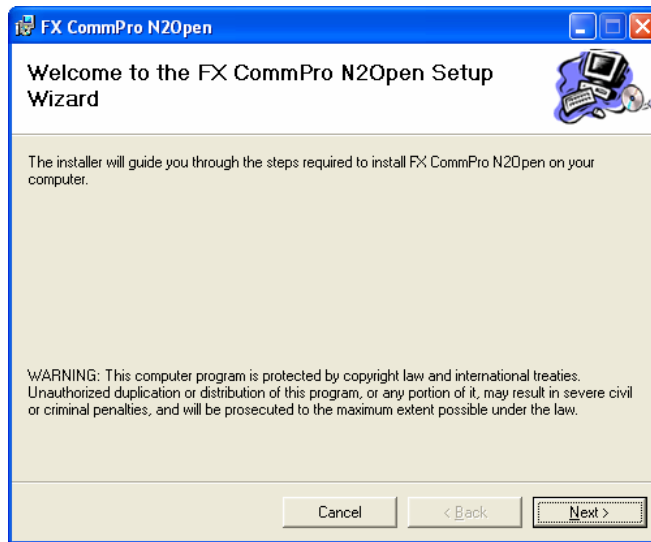 FX CommPro N2Open
Welcome to the FX CommPro N2Open Setup
Wizard
The installer will guide you through the steps required to install FX CommPro N2Open on your
computer.
WARNING: This computer program is protected by copyright law and international treaties.
Unauthorized duplication or distribution of this program, or any portion of it, may result in severe civil
or criminal penalties, and will be prosecuted to the maximum extent possible under the law.
Cancel
< Back
Next >